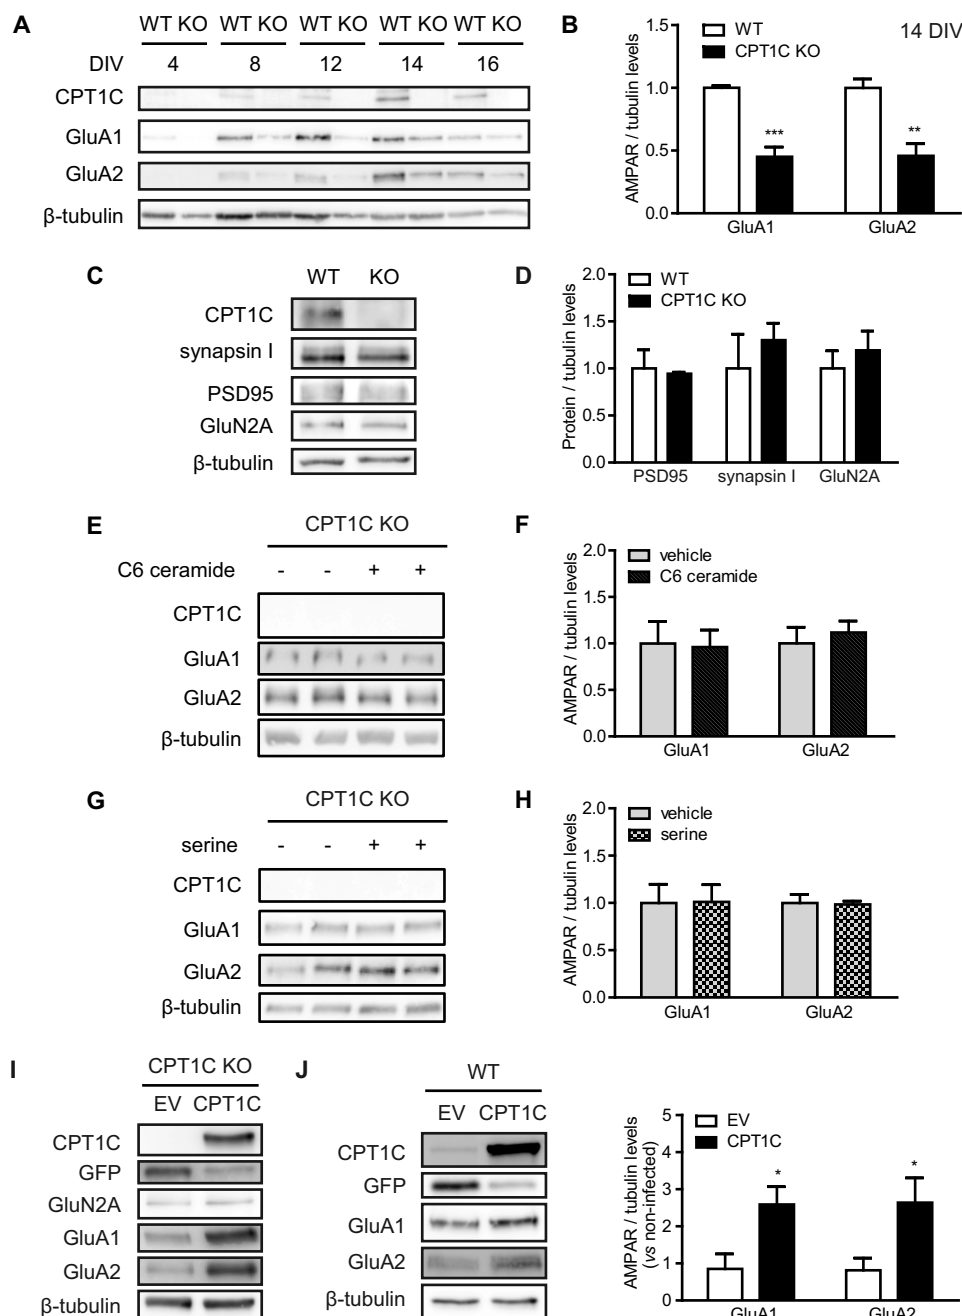 A
WT KO WT KO WT KO WT KO WT KO
DIV 4 8 12 14 16
CPT1C
GluA1
GluA2
β-tubulin
B
WT
CPT1C KO
14 DIV
AMPAR / tubulin levels
1.5
1.0
0.5
0.0
***
**
GluA1 GluA2
C
WT KO
CPT1C
synapsin I
PSD95
GluN2A
β-tubulin
D
WT
CPT1C KO
Protein / tubulin levels
2.0
1.5
1.0
0.5
0.0
PSD95 synapsin I GluN2A
E
CPT1C KO
C6 ceramide - - + +
CPT1C
GluA1
GluA2
β-tubulin
F
vehicle
C6 ceramide
AMPAR / tubulin levels
2.0
1.5
1.0
0.5
0.0
GluA1 GluA2
G
CPT1C KO
serine - - + +
CPT1C
GluA1
GluA2
β-tubulin
H
vehicle
serine
AMPAR / tubulin levels
2.0
1.5
1.0
0.5
0.0
GluA1 GluA2
I
CPT1C KO
EV CPT1C
CPT1C
GFP
GluN2A
GluA1
GluA2
β-tubulin
J
WT
EV CPT1C
CPT1C
GFP
GluA1
GluA2
β-tubulin
EV
CPT1C
AMPAR / tubulin levels
(vs non-infected)
5
4
3
2
1
0
*
*
GluA1 GluA2